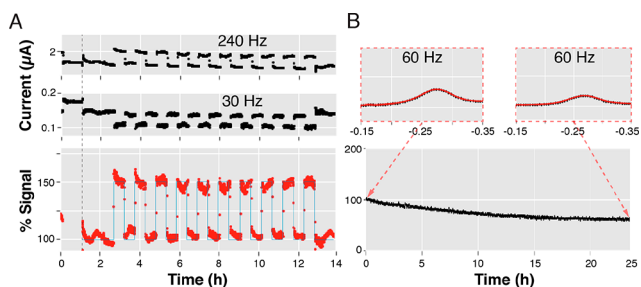 A
240 Hz
2
1
Current (µA)
0.2
30 Hz
0.1
% Signal
150
100
0 2 4 6 8 10 12 14
Time (h)
B
60 Hz 60 Hz
-0.15 -0.25 -0.35 -0.15 -0.25 -0.35
200
100
0
0 5 10 15 20 25
Time (h)